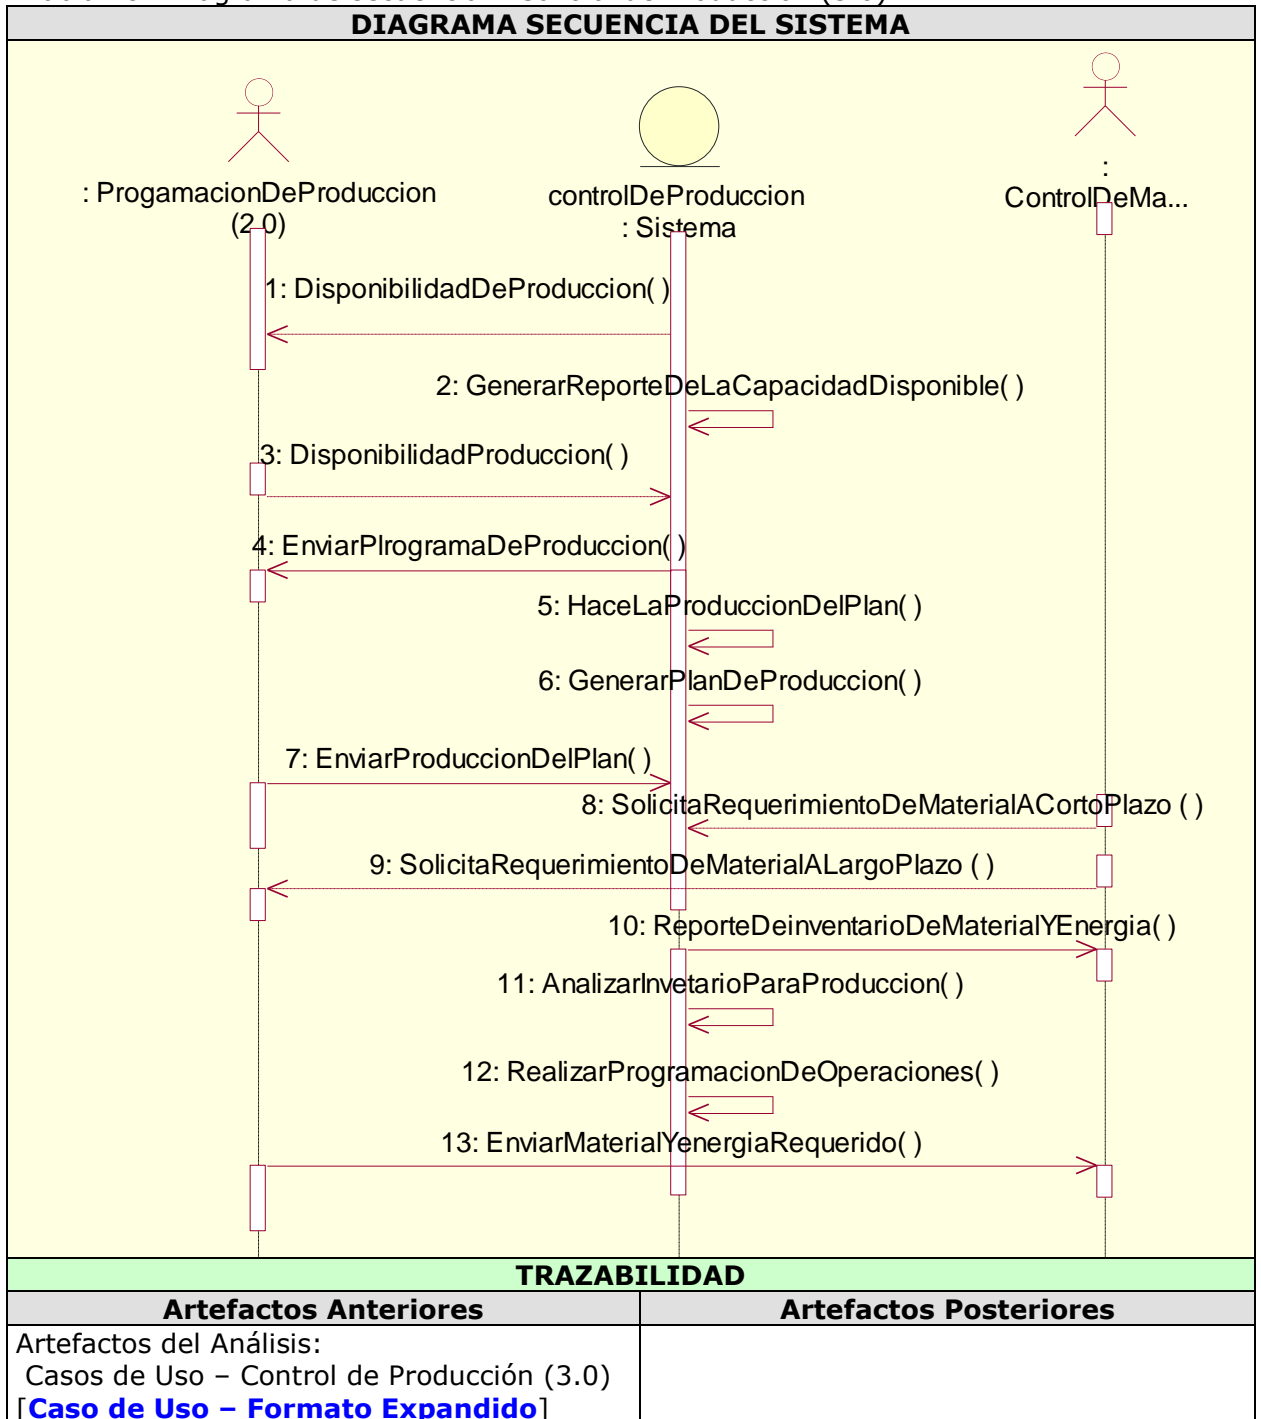 DIAGRAMA SECUENCIA DEL SISTEMA
: ProgamacionDeProduccion
(2.0)
controlDeProduccion
: Sistema
:
ControlDeMa...
1: DisponibilidadDeProduccion( )
2: GenerarReporteDeLaCapacidadDisponible( )
3: DisponibilidadProduccion( )
4: EnviarPlrogramaDeProduccion( )
5: HaceLaProduccionDelPlan( )
6: GenerarPlanDeProduccion( )
7: EnviarProduccionDelPlan( )
8: SolicitaRequerimientoDeMaterialACortoPlazo ( )
9: SolicitaRequerimientoDeMaterialALargoPlazo ( )
10: ReporteDeinventarioDeMaterialYEnergia( )
11: AnalizarInvetarioParaProduccion( )
12: RealizarProgramacionDeOperaciones( )
13: EnviarMaterialYenergiaRequerido( )
TRAZABILIDAD
Artefactos Anteriores
Artefactos Posteriores
Artefactos del Análisis:
Casos de Uso – Control de Producción (3.0)
[Caso de Uso – Formato Expandido]